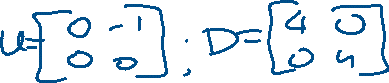 U = [0 -1; 0 0] ; D = [4 0; 0 4]